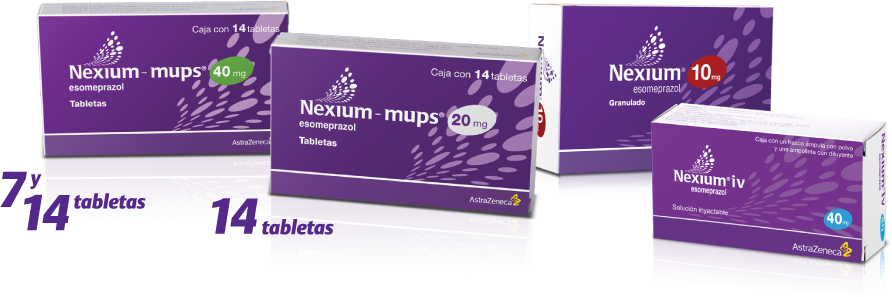 Caja con 14 tabletas
Nexium - mups® 40 mg
esomeprazol
Tabletas
AstraZeneca
7 y 14 tabletas
Caja con 14 tabletas
Nexium - mups® 20 mg
esomeprazol
Tabletas
AstraZeneca
14 tabletas
Nexium® 10 mg
esomeprazol
Granulado
10
Caja con un frasco ámpula con polvo
y una ampolleta con diluyente
Nexium® iv
esomeprazol
Solución Inyectable
40 mg
AstraZeneca